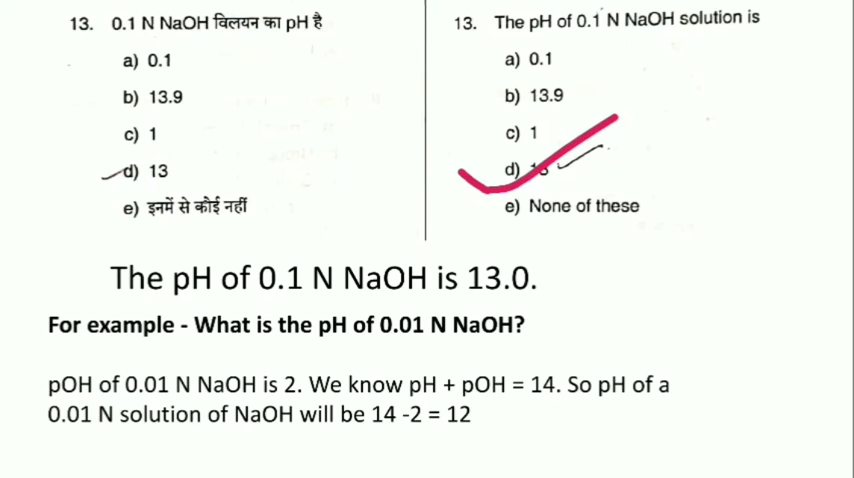 13. 0.1 N NaOH विलयन का pH है
a) 0.1
b) 13.9
c) 1
d) 13
e) इनमें से कोई नहीं
13. The pH of 0.1 N NaOH solution is
a) 0.1
b) 13.9
c) 1
d) 13
e) None of these
The pH of 0.1 N NaOH is 13.0.
For example - What is the pH of 0.01 N NaOH?
pOH of 0.01 N NaOH is 2. We know pH + pOH = 14. So pH of a
0.01 N solution of NaOH will be 14 -2 = 12